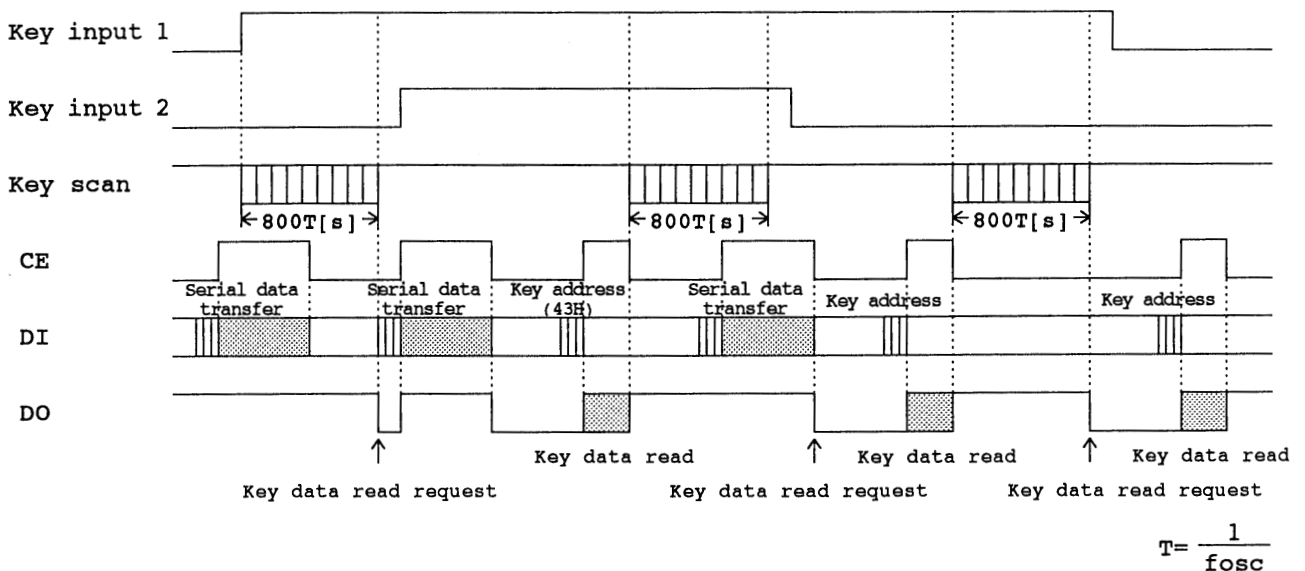 Key input 1
Key input 2
Key scan
800T[s] 800T[s] 800T[s]
CE
Serial data transfer Serial data transfer Key address (43H) Serial data transfer Key address Key address
DI
DO
Key data read Key data read Key data read
Key data read request Key data read request Key data read request
T= 1
fosc